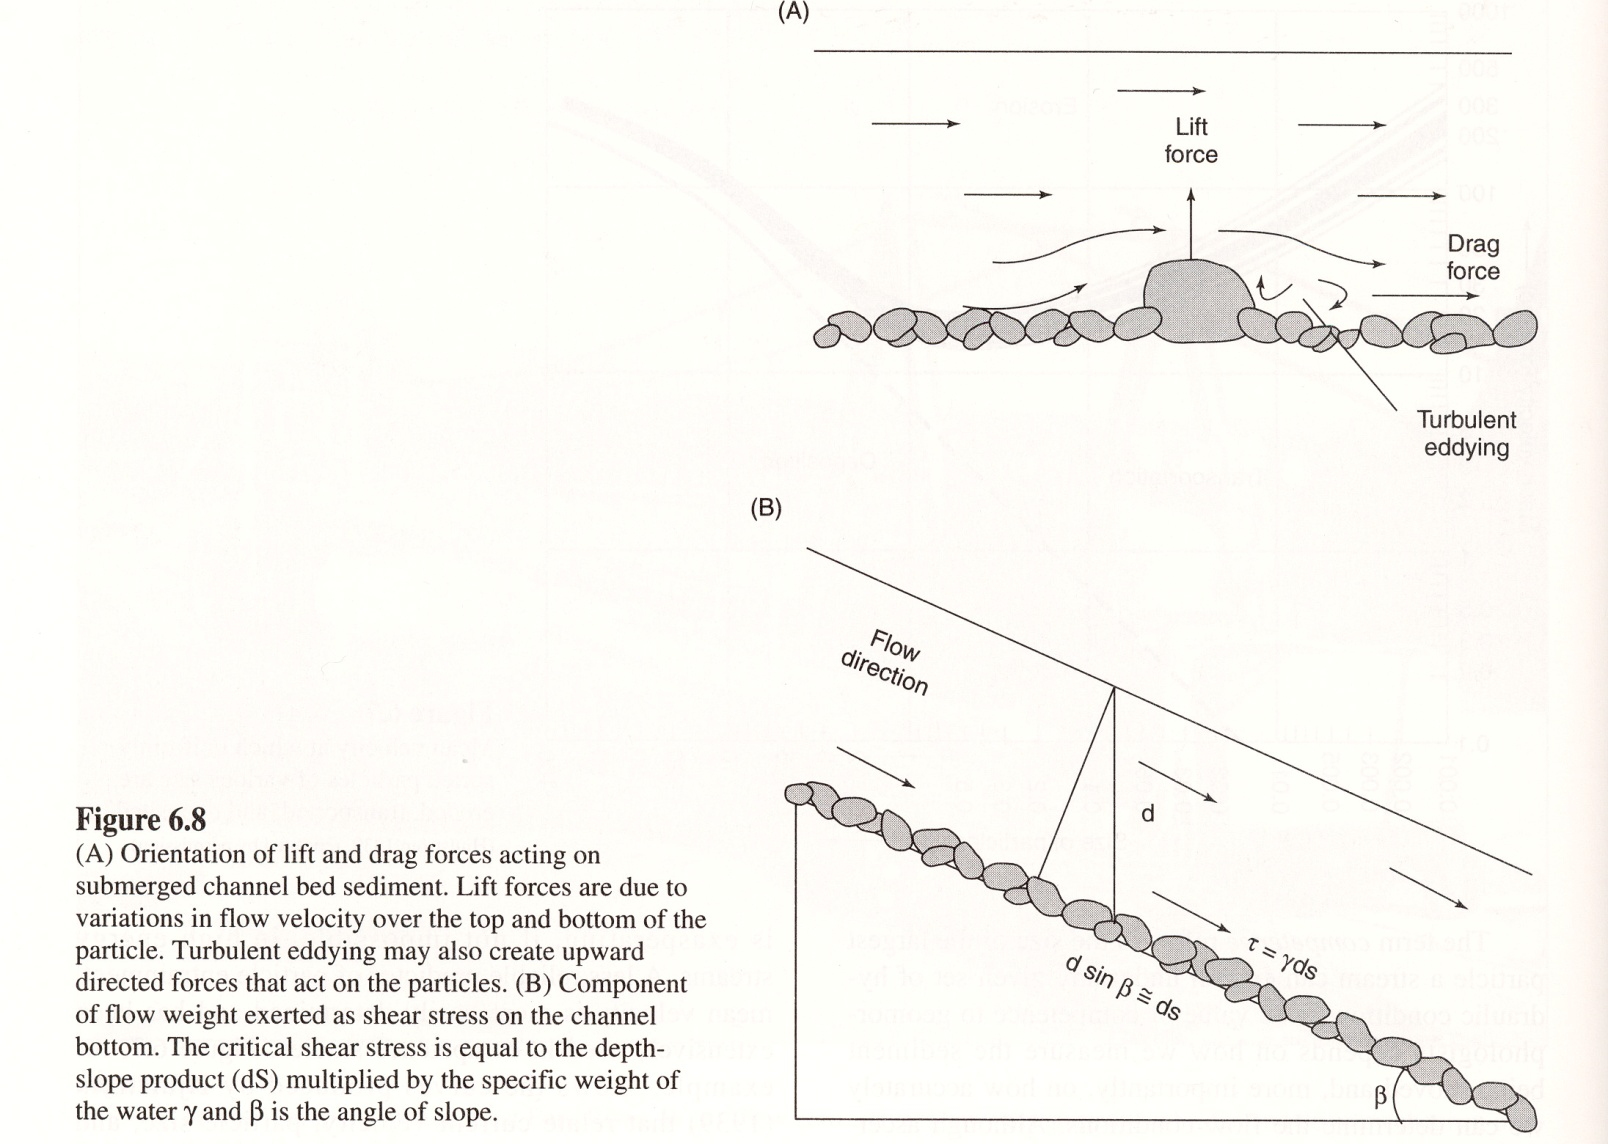 (A)
Lift
force
Drag
force
Turbulent
eddying
(B)
Flow
direction
d
τ = γds
d sin β ≅ ds
β
Figure 6.8
(A) Orientation of lift and drag forces acting on
submerged channel bed sediment. Lift forces are due to
variations in flow velocity over the top and bottom of the
particle. Turbulent eddying may also create upward
directed forces that act on the particles. (B) Component
of flow weight exerted as shear stress on the channel
bottom. The critical shear stress is equal to the depth-
slope product (dS) multiplied by the specific weight of
the water γ and β is the angle of slope.